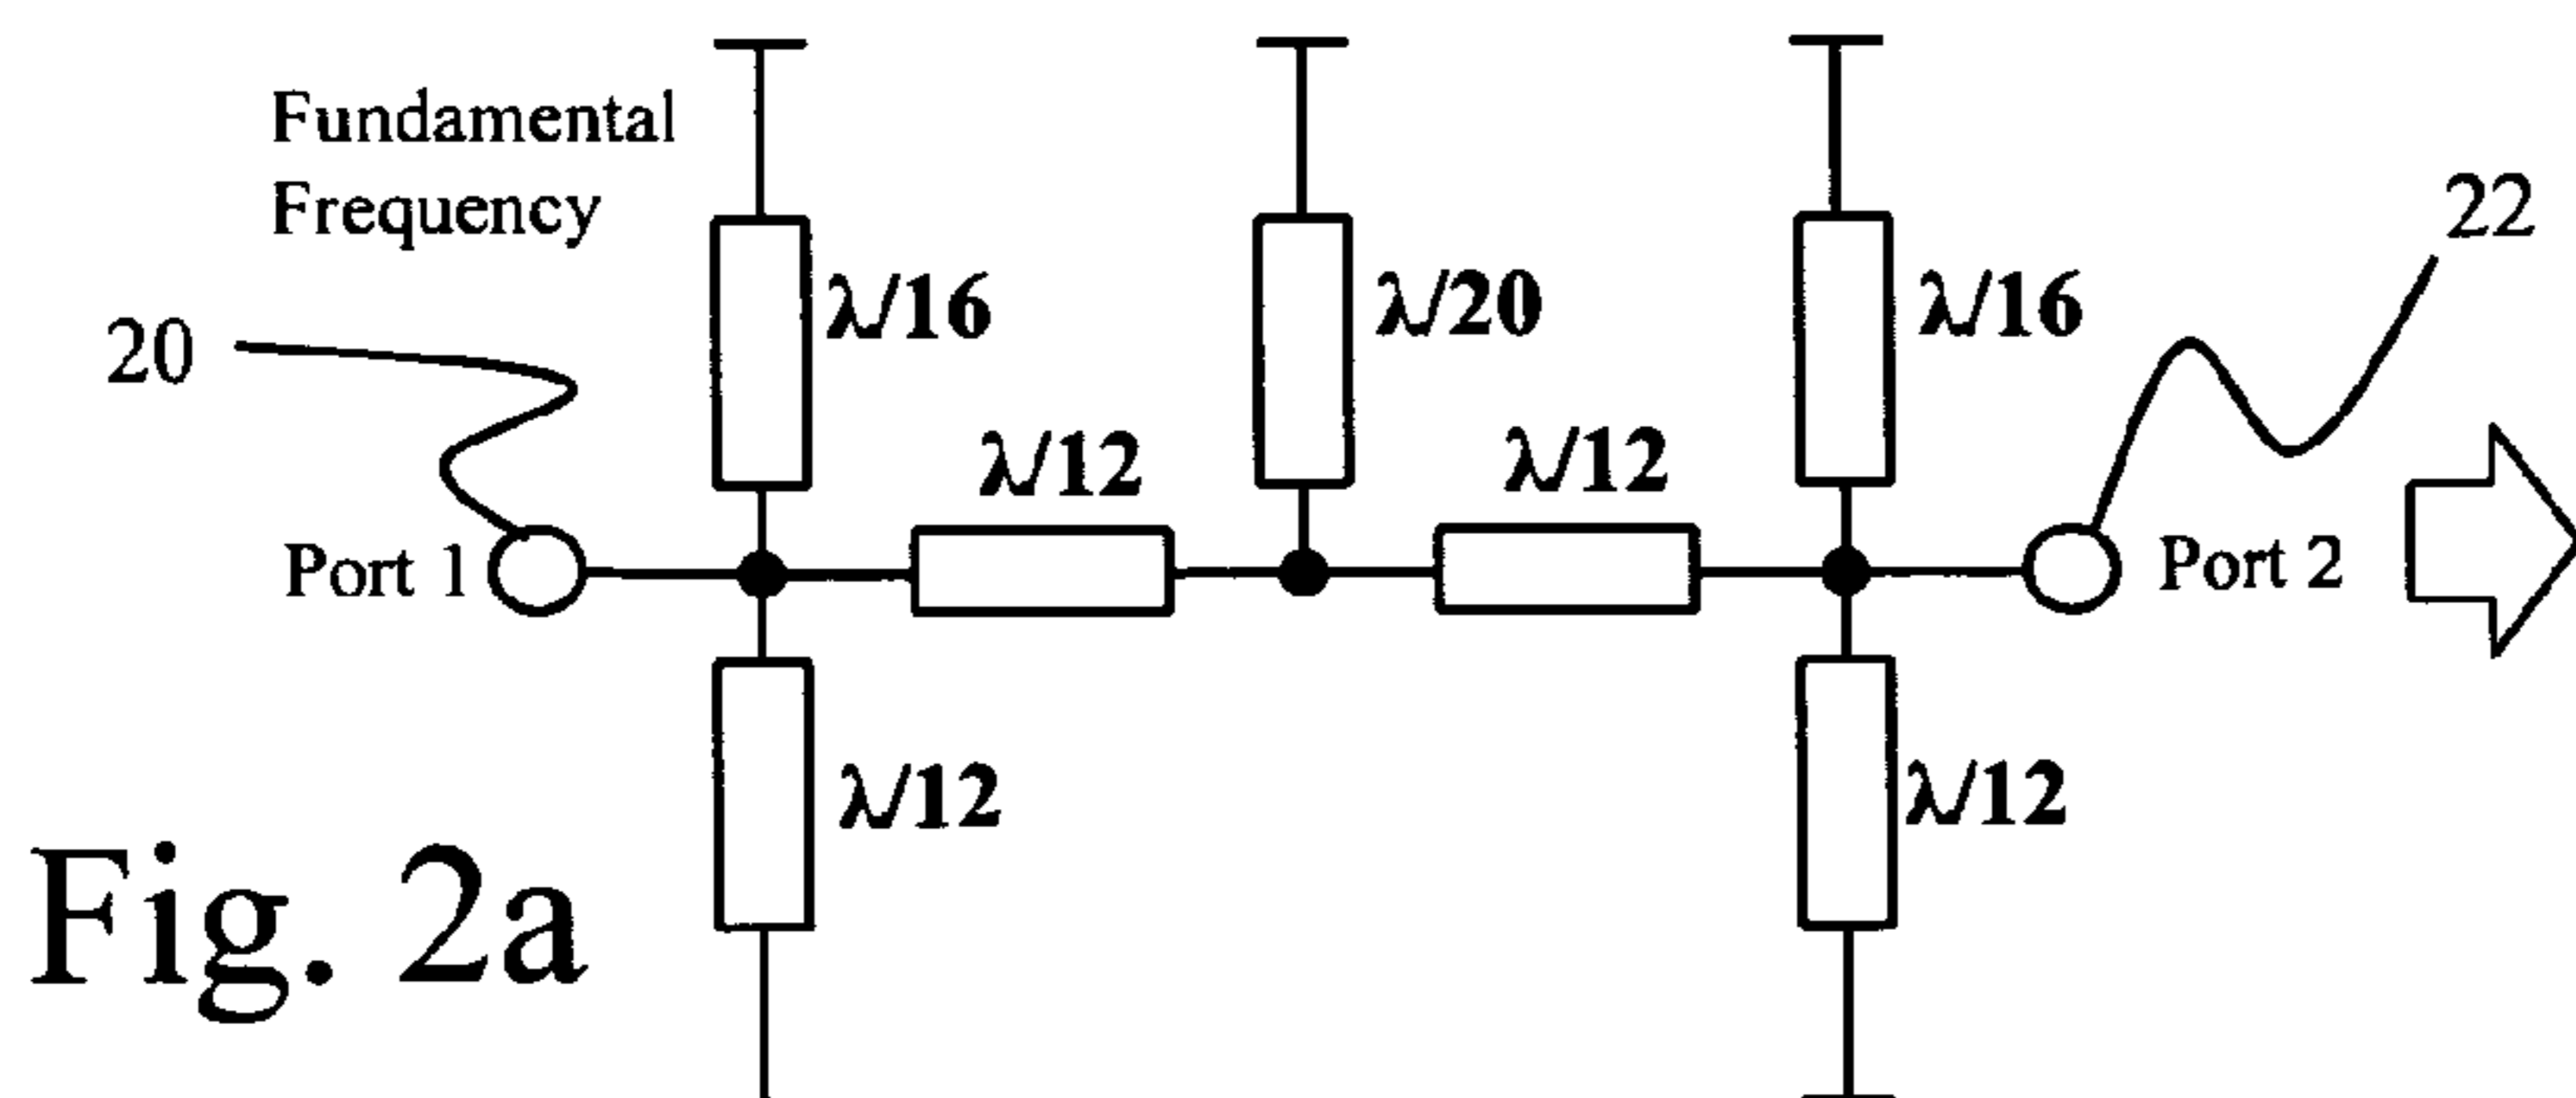 Fundamental
Frequency
22
λ/16
λ/20
λ/16
20
λ/12
λ/12
Port 1
Port 2
λ/12
λ/12
Fig. 2a